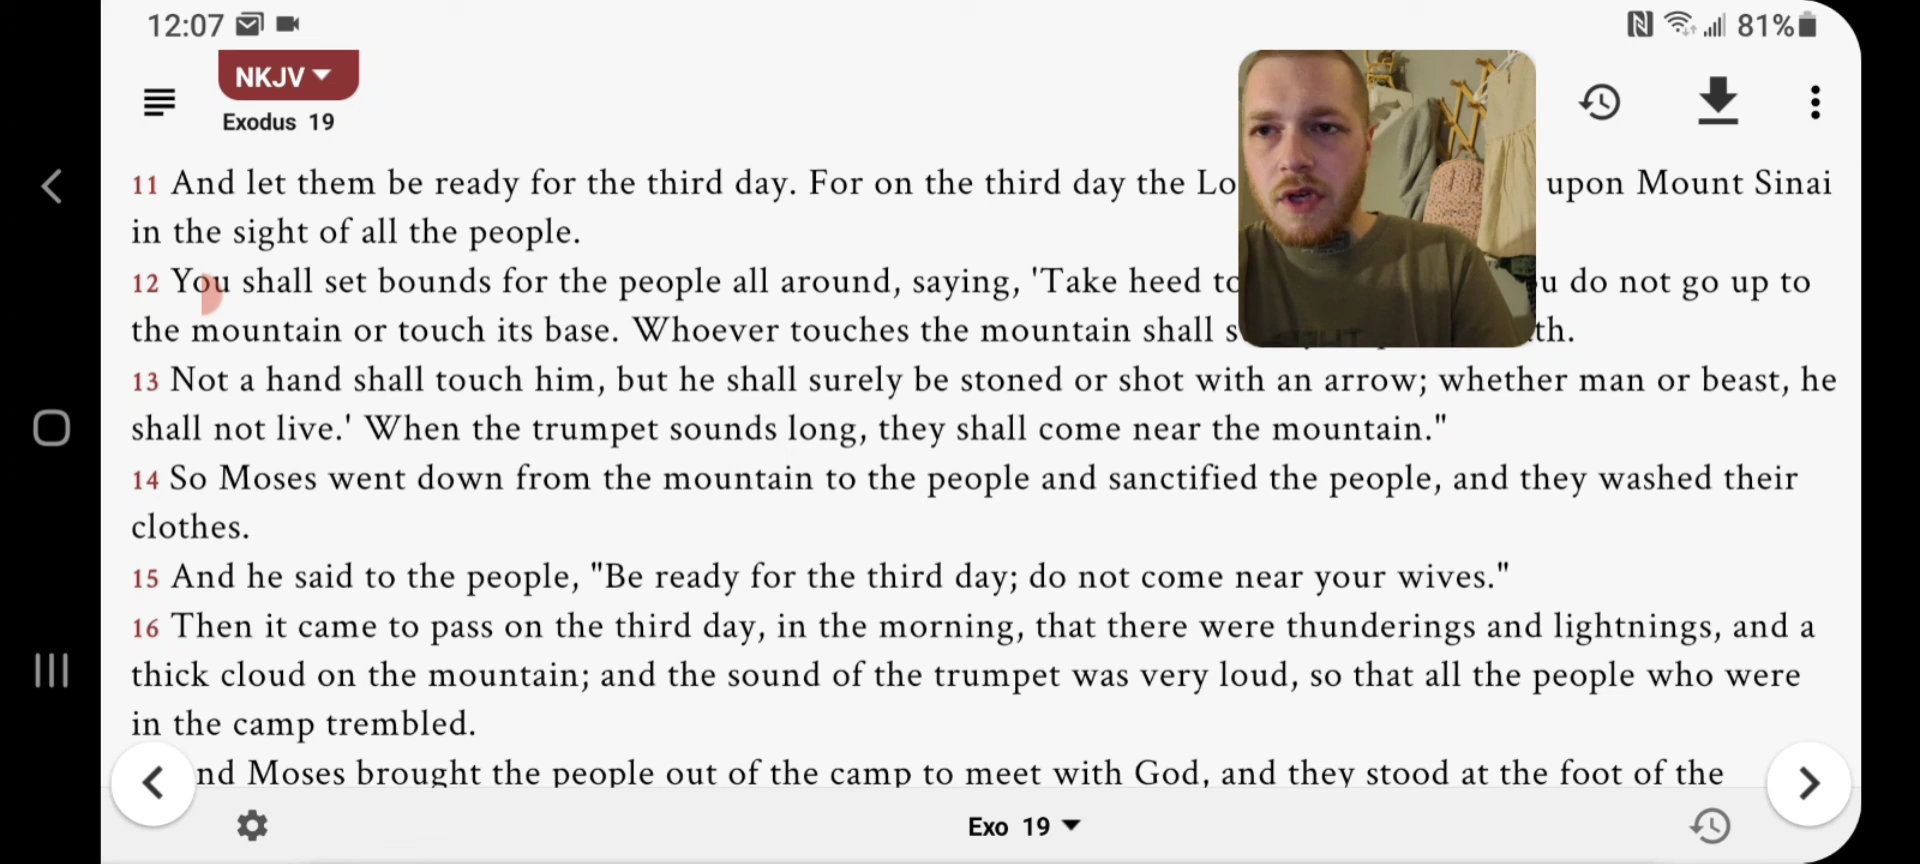 12:07
81%
NKJV
Exodus 19
11 And let them be ready for the third day. For on the third day the Lo upon Mount Sinai
in the sight of all the people.
12 You shall set bounds for the people all around, saying, 'Take heed to u do not go up to
the mountain or touch its base. Whoever touches the mountain shall s th.
13 Not a hand shall touch him, but he shall surely be stoned or shot with an arrow; whether man or beast, he
shall not live.' When the trumpet sounds long, they shall come near the mountain."
14 So Moses went down from the mountain to the people and sanctified the people, and they washed their
clothes.
15 And he said to the people, "Be ready for the third day; do not come near your wives."
16 Then it came to pass on the third day, in the morning, that there were thunderings and lightnings, and a
thick cloud on the mountain; and the sound of the trumpet was very loud, so that all the people who were
in the camp trembled.
nd Moses brought the people out of the camp to meet with God, and they stood at the foot of the
Exo 19